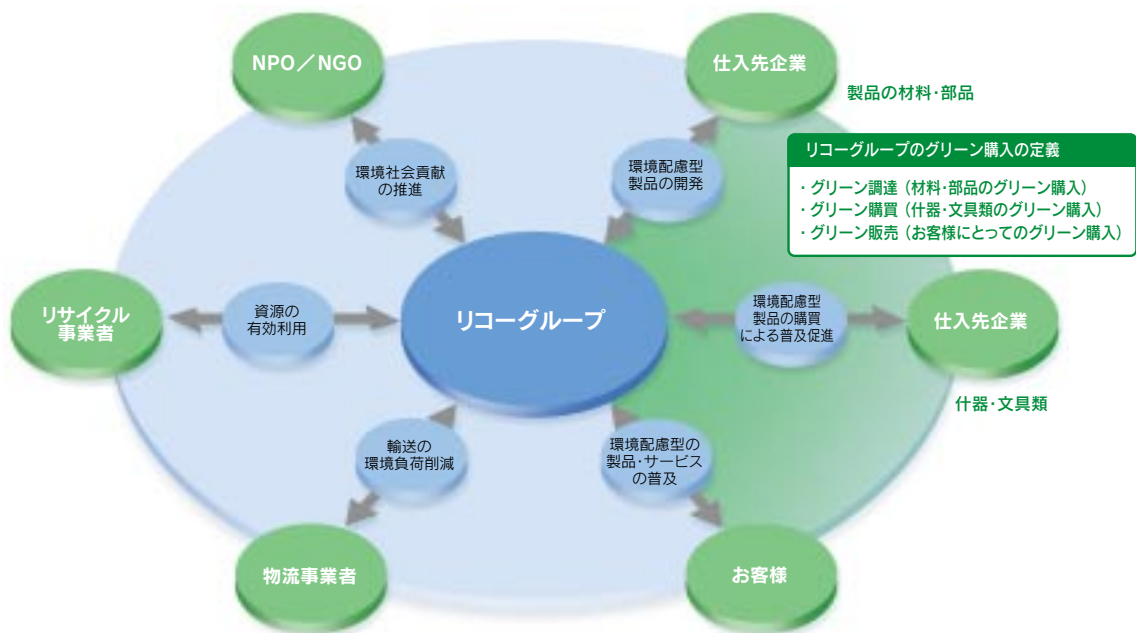 NPO／NGO
仕入先企業
製品の材料・部品
環境社会貢献
の推進
環境配慮型
製品の開発
リコーグループのグリーン購入の定義
・グリーン調達（材料・部品のグリーン購入）
・グリーン購買（什器・文具類のグリーン購入）
・グリーン販売（お客様にとってのグリーン購入）
リサイクル
事業者
資源の
有効利用
リコーグループ
環境配慮型
製品の購買
による普及促進
仕入先企業
什器・文具類
輸送の
環境負荷削減
環境配慮型の
製品・サービス
の普及
物流事業者
お客様